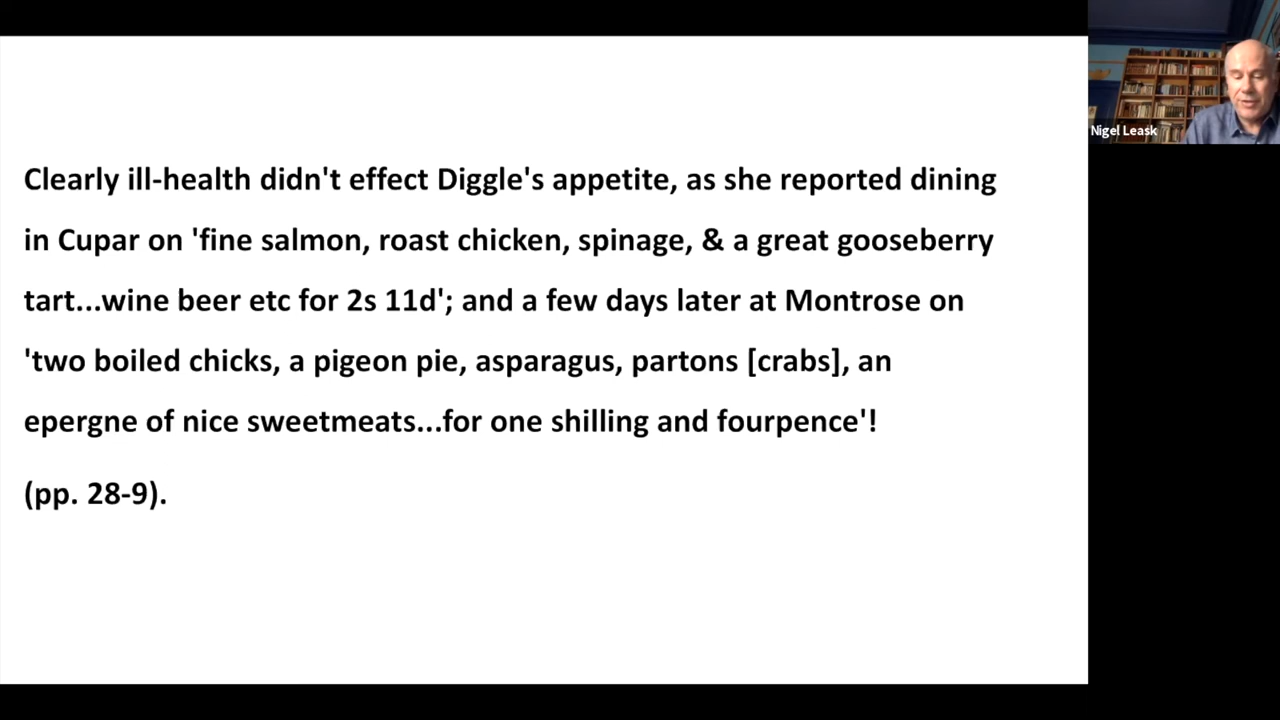 Clearly ill-health didn't effect Diggle's appetite, as she reported dining
in Cupar on 'fine salmon, roast chicken, spinage, & a great gooseberry
tart...wine beer etc for 2s 11d'; and a few days later at Montrose on
'two boiled chicks, a pigeon pie, asparagus, partons [crabs], an
epergne of nice sweetmeats...for one shilling and fourpence'!
(pp. 28-9).
Nigel Leask